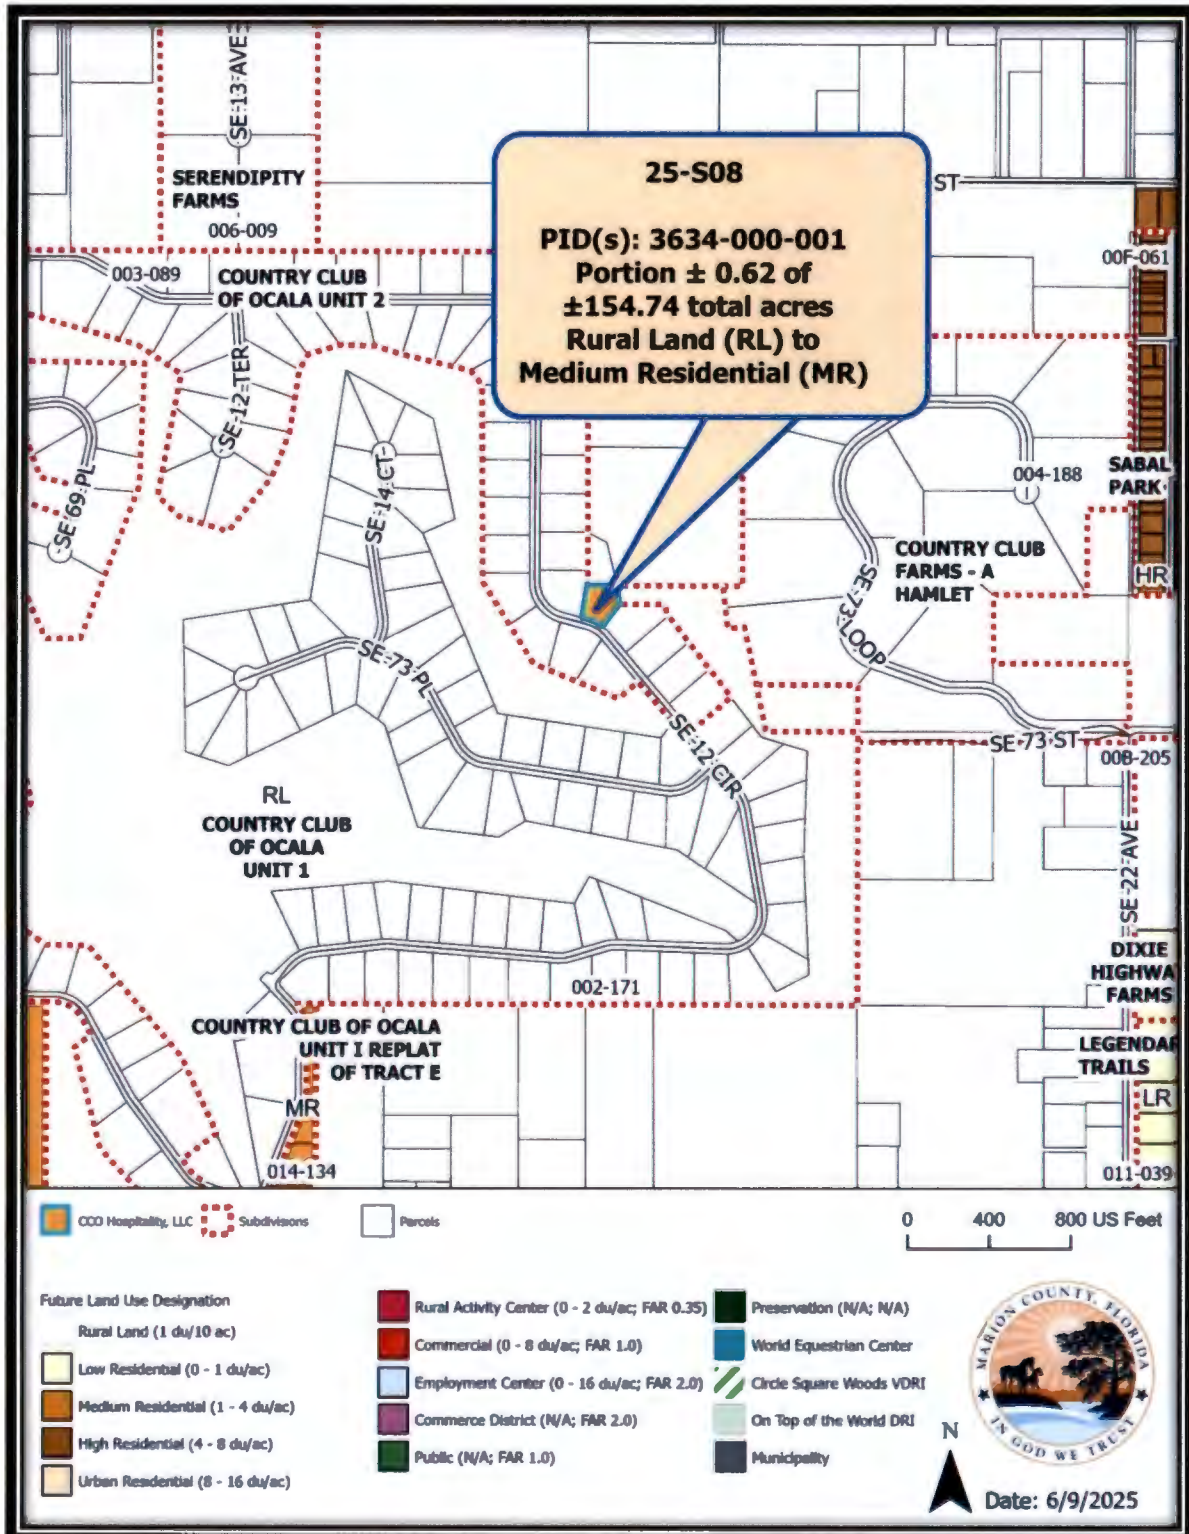 SE 13 AVE
SERENDIPITY
FARMS
006-009
25-S08
PID(s): 3634-000-001
Portion ± 0.62 of
±154.74 total acres
Rural Land (RL) to
Medium Residential (MR)
ST
00F-061
003-089
COUNTRY CLUB
OF OCALA UNIT 2
SE 12 TER
SE 69 PL
SE 14 CT
004-188
SABAL
PARK
COUNTRY CLUB
FARMS - A
HAMLET
HR
SE 73 LOOP
SE 73 PL
SE 12 CIR
SE 73 ST
00B-205
RL
COUNTRY CLUB
OF OCALA
UNIT 1
SE 22 AVE
DIXIE
HIGHWA
FARMS
002-171
COUNTRY CLUB OF OCALA
UNIT I REPLAT
OF TRACT E
LEGENDAR
TRAILS
LR
MR
014-134
011-039
CCO Hospitality, LLC
Subdivisions
Parcels
0 400 800 US Feet
Future Land Use Designation
Rural Land (1 du/10 ac)
Low Residential (0 - 1 du/ac)
Medium Residential (1 - 4 du/ac)
High Residential (4 - 8 du/ac)
Urban Residential (8 - 16 du/ac)
Rural Activity Center (0 - 2 du/ac; FAR 0.35)
Commercial (0 - 8 du/ac; FAR 1.0)
Employment Center (0 - 16 du/ac; FAR 2.0)
Commerce District (N/A; FAR 2.0)
Public (N/A; FAR 1.0)
Preservation (N/A; N/A)
World Equestrian Center
Circle Square Woods VDRI
On Top of the World DRI
Municipality
N
MARION COUNTY, FLORIDA
IN GOD WE TRUST
Date: 6/9/2025